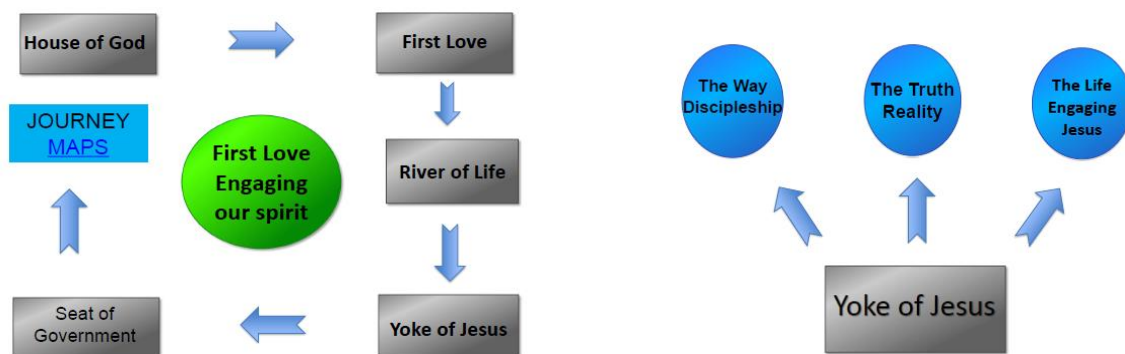 House of God
First Love
JOURNEY
MAPS
First Love
Engaging
our spirit
River of Life
Seat of
Government
Yoke of Jesus
The Way
Discipleship
The Truth
Reality
The Life
Engaging
Jesus
Yoke of Jesus